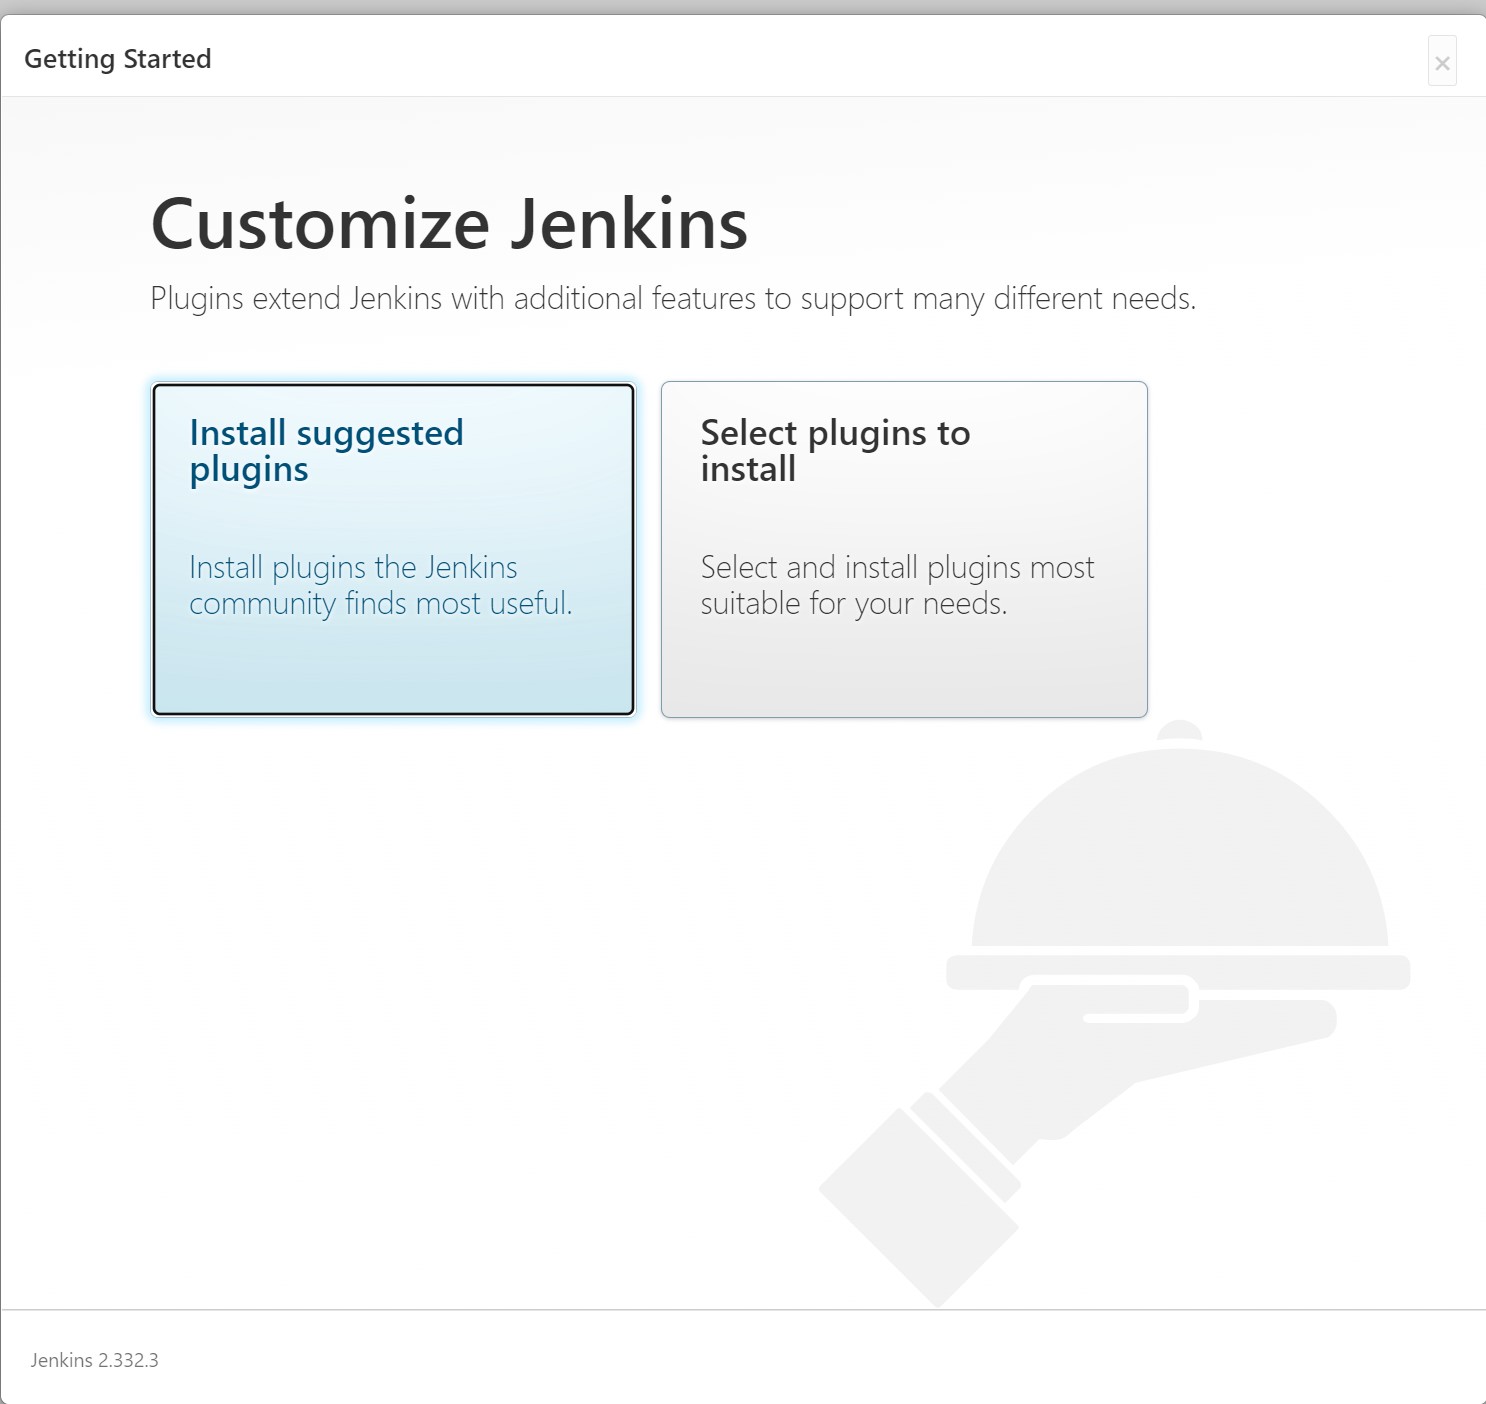 Getting Started
×
Customize Jenkins
Plugins extend Jenkins with additional features to support many different needs.
Install suggested
plugins
Install plugins the Jenkins
community finds most useful.
Select plugins to
install
Select and install plugins most
suitable for your needs.
Jenkins 2.332.3